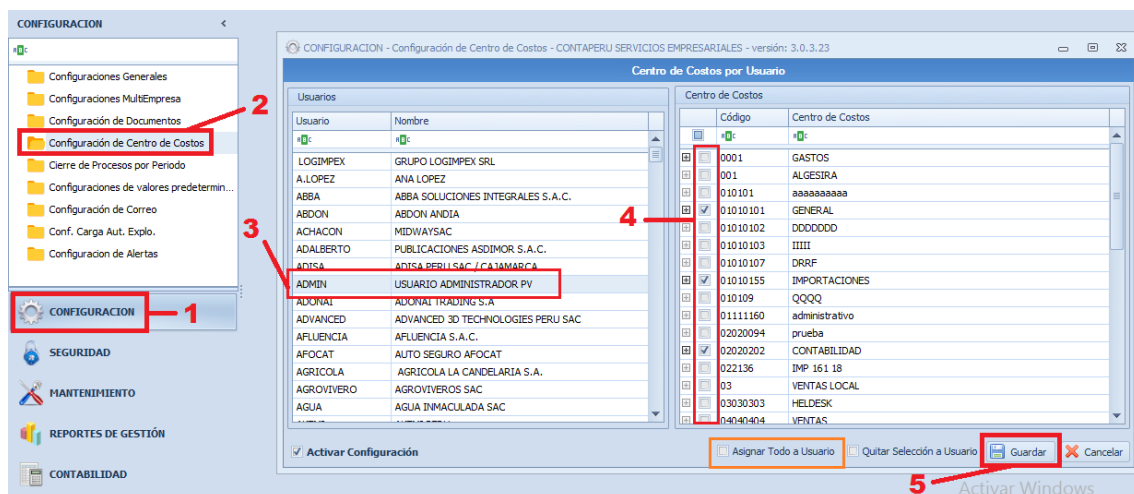 CONFIGURACION
Configuraciones Generales
Configuraciones MultiEmpresa
Configuración de Documentos
Configuración de Centro de Costos
Cierre de Procesos por Periodo
Configuraciones de valores predetermin...
Configuración de Correo
Conf. Carga Aut. Explo.
Configuracion de Alertas
CONFIGURACION
SEGURIDAD
MANTENIMIENTO
REPORTES DE GESTIÓN
CONTABILIDAD
1
2
3
4
5
CONFIGURACION - Configuración de Centro de Costos - CONTAPERU SERVICIOS EMPRESARIALES - versión: 3.0.3.23
Centro de Costos por Usuario
Usuarios
Usuario Nombre
LOGIMPEX GRUPO LOGIMPEX SRL
A.LOPEZ ANA LOPEZ
ABBA ABBA SOLUCIONES INTEGRALES S.A.C.
ABDON ABDON ANDIA
ACHACON MIDWAYSAC
ADALBERTO PUBLICACIONES ASDIMOR S.A.C.
ADISA ADISA PERU SAC / CAJAMARCA
ADMIN USUARIO ADMINISTRADOR PV
ADONAI ADONAI TRADING S.A
ADVANCED ADVANCED 3D TECHNOLOGIES PERU SAC
AFLUENCIA AFLUENCIA S.A.C.
AFOCAT AUTO SEGURO AFOCAT
AGRICOLA AGRICOLA LA CANDELARIA S.A.
AGROVIVERO AGROVIVEROS SAC
AGUA AGUA INMACULADA SAC
Centro de Costos
Código Centro de Costos
0001 GASTOS
001 ALGESIRA
010101 aaaaaaaaaa
01010101 GENERAL
01010102 DDDDDDD
01010103 IIIII
01010107 DRRF
01010155 IMPORTACIONES
010109 QQQQ
01111160 administrativo
02020094 prueba
02020202 CONTABILIDAD
022136 IMP 161 18
03 VENTAS LOCAL
03030303 HELDESK
04040404 VENTAS
Activar Configuración
Asignar Todo a Usuario
Quitar Selección a Usuario
Guardar
Cancelar
Activar Windows